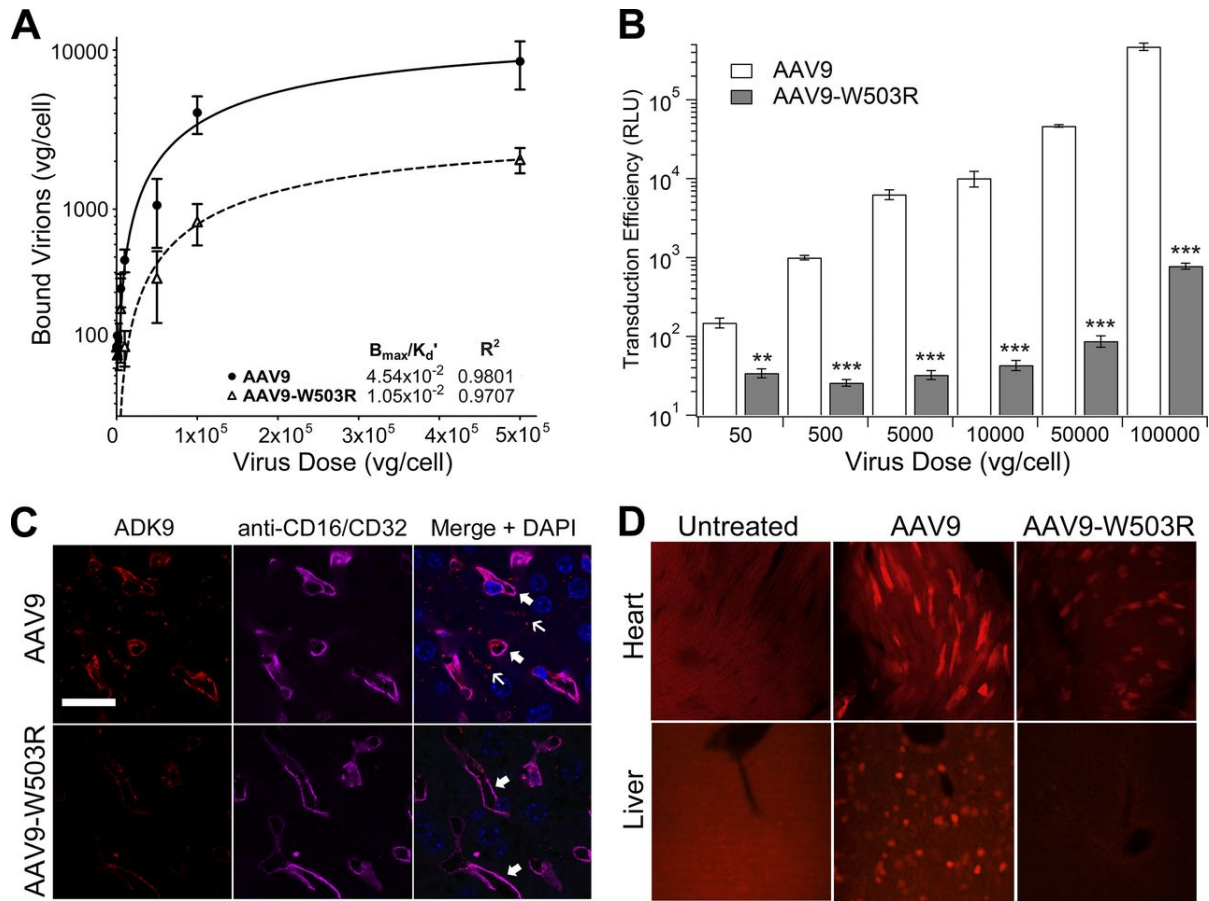 A
Bound Virions (vg/cell)
10000
1000
100
0
1x10⁵
2x10⁵
3x10⁵
4x10⁵
5x10⁵
Virus Dose (vg/cell)
Bmax/Kd' R²
AAV9 4.54x10⁻² 0.9801
AAV9-W503R 1.05x10⁻² 0.9707
B
Transduction Efficiency (RLU)
10⁵
10⁴
10³
10²
10¹
AAV9
AAV9-W503R
**
***
***
***
***
***
50
500
5000
10000
50000
100000
Virus Dose (vg/cell)
C
ADK9
anti-CD16/CD32
Merge + DAPI
AAV9
AAV9-W503R
D
Untreated
AAV9
AAV9-W503R
Heart
Liver